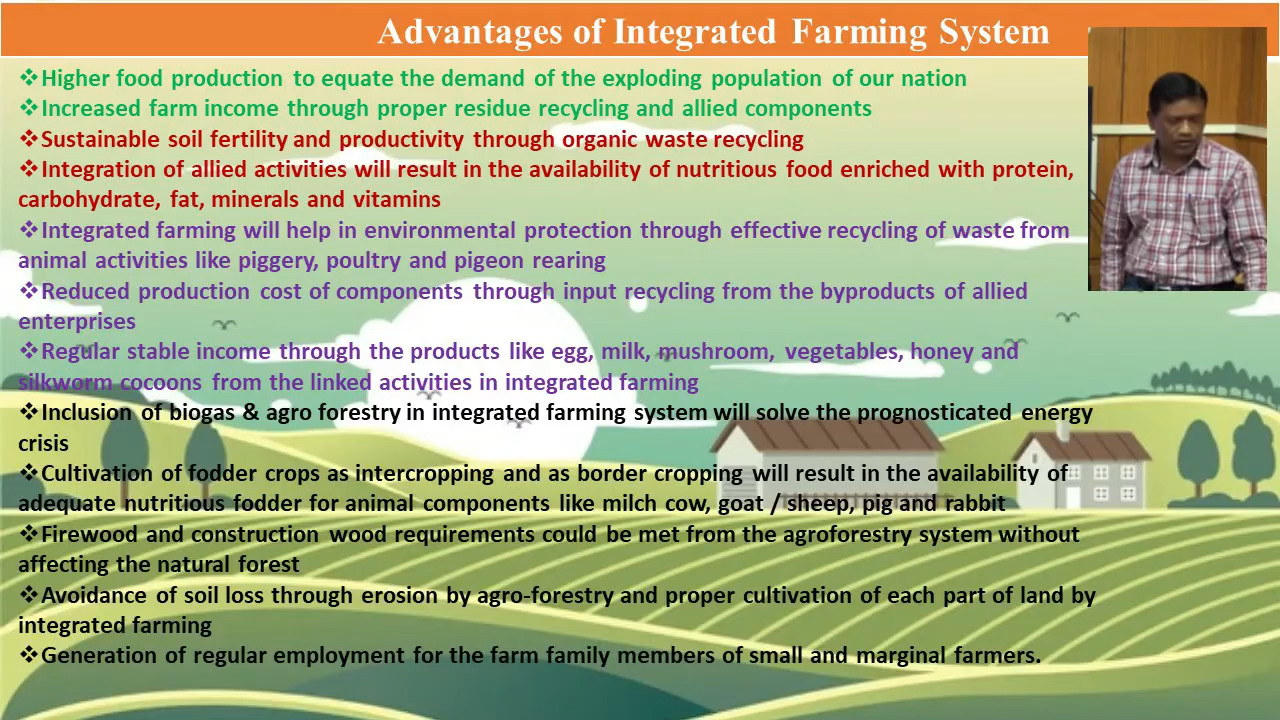 Advantages of Integrated Farming System
❖Higher food production to equate the demand of the exploding population of our nation
❖Increased farm income through proper residue recycling and allied components
❖Sustainable soil fertility and productivity through organic waste recycling
❖Integration of allied activities will result in the availability of nutritious food enriched with protein,
carbohydrate, fat, minerals and vitamins
❖Integrated farming will help in environmental protection through effective recycling of waste from
animal activities like piggery, poultry and pigeon rearing
❖Reduced production cost of components through input recycling from the byproducts of allied
enterprises
❖Regular stable income through the products like egg, milk, mushroom, vegetables, honey and
silkworm cocoons from the linked activities in integrated farming
❖Inclusion of biogas & agro forestry in integrated farming system will solve the prognosticated energy
crisis
❖Cultivation of fodder crops as intercropping and as border cropping will result in the availability of
adequate nutritious fodder for animal components like milch cow, goat / sheep, pig and rabbit
❖Firewood and construction wood requirements could be met from the agroforestry system without
affecting the natural forest
❖Avoidance of soil loss through erosion by agro-forestry and proper cultivation of each part of land by
integrated farming
❖Generation of regular employment for the farm family members of small and marginal farmers.